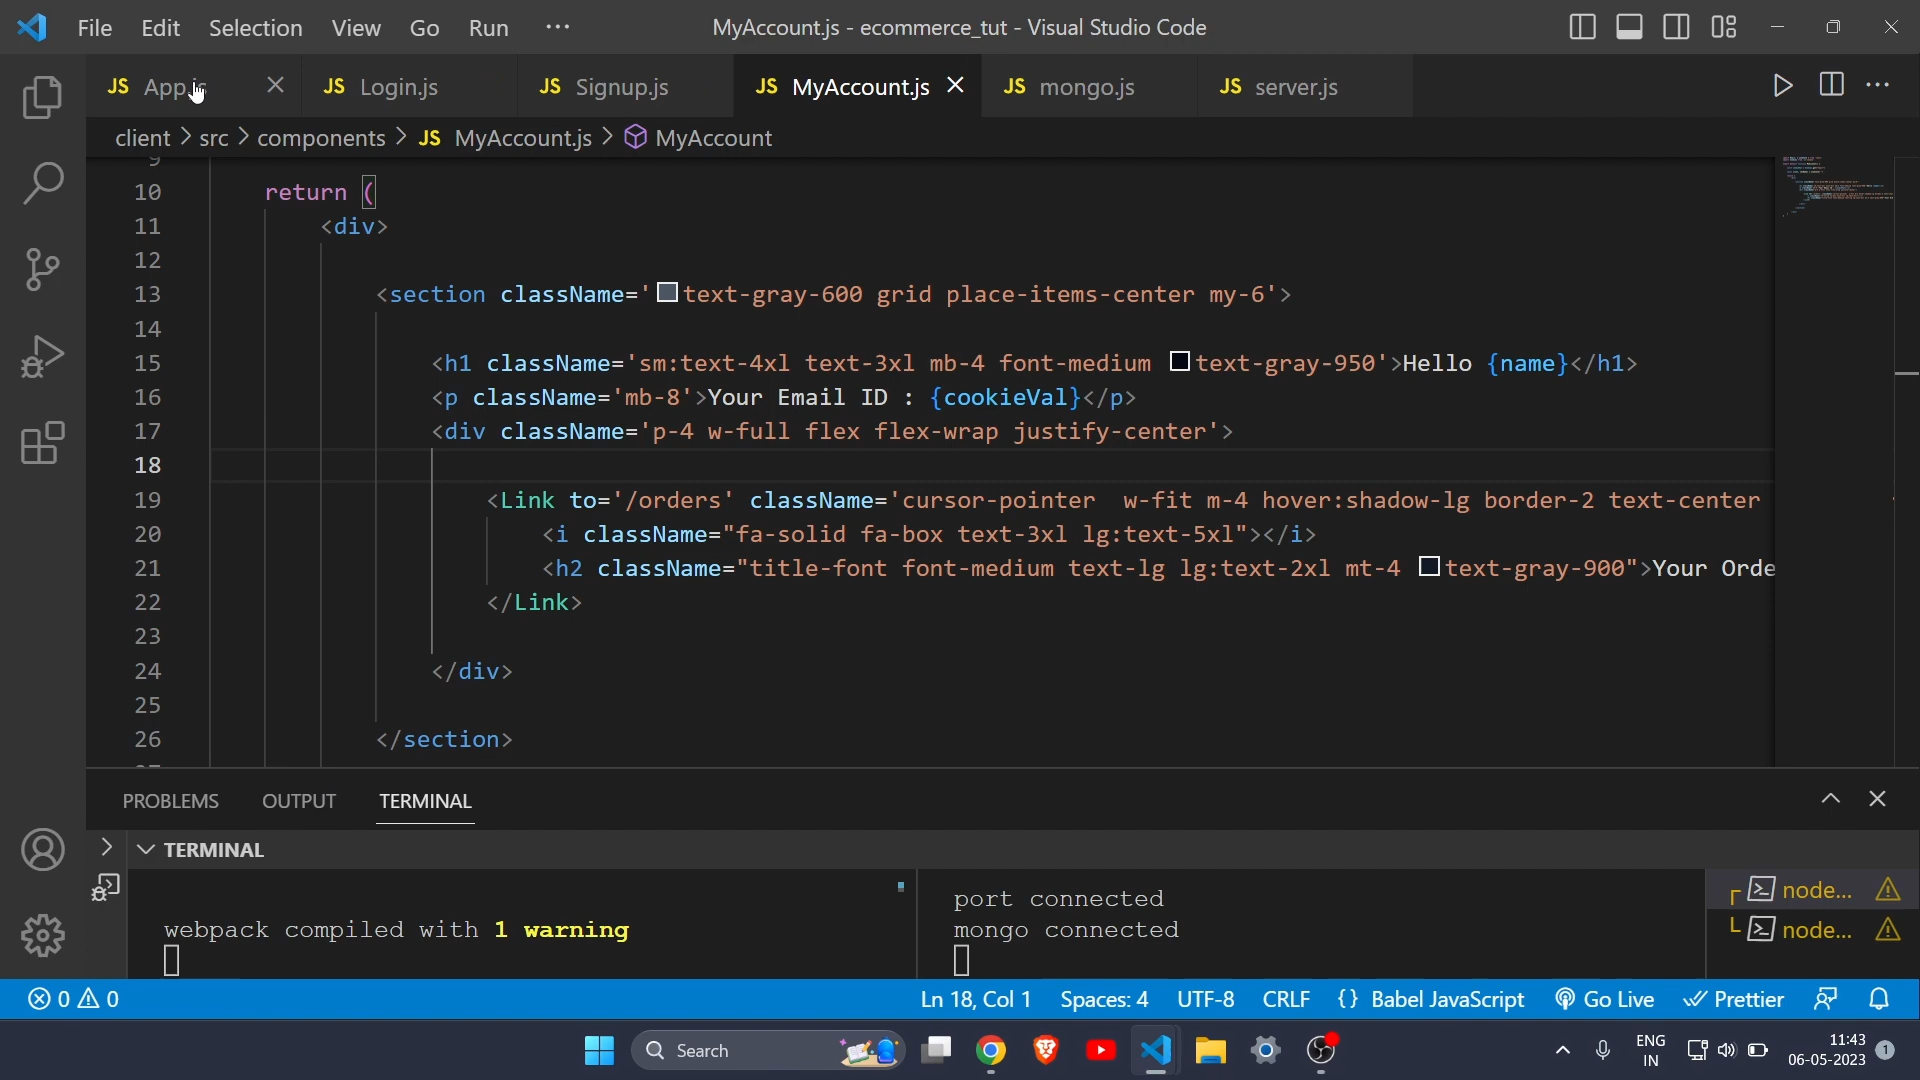 File Edit Selection View Go Run ··· MyAccount.js - ecommerce_tut - Visual Studio Code
JS App.js JS Login.js JS Signup.js JS MyAccount.js JS mongo.js JS server.js
client > src > components > JS MyAccount.js > MyAccount
9
10 return (
11 <div>
12
13 <section className='text-gray-600 grid place-items-center my-6'>
14
15 <h1 className='sm:text-4xl text-3xl mb-4 font-medium text-gray-950'>Hello {name}</h1>
16 <p className='mb-8'>Your Email ID : {cookieVal}</p>
17 <div className='p-4 w-full flex flex-wrap justify-center'>
18
19 <Link to='/orders' className='cursor-pointer  w-fit m-4 hover:shadow-lg border-2 text-center
20 <i className="fa-solid fa-box text-3xl lg:text-5xl"></i>
21 <h2 className="title-font font-medium text-lg lg:text-2xl mt-4 text-gray-900">Your Orde
22 </Link>
23
24 </div>
25
26 </section>
PROBLEMS OUTPUT TERMINAL
TERMINAL
webpack compiled with 1 warning
port connected
mongo connected
node...
node...
0 0 Ln 18, Col 1 Spaces: 4 UTF-8 CRLF {} Babel JavaScript Go Live Prettier
Search ENG IN 11:43 06-05-2023 1